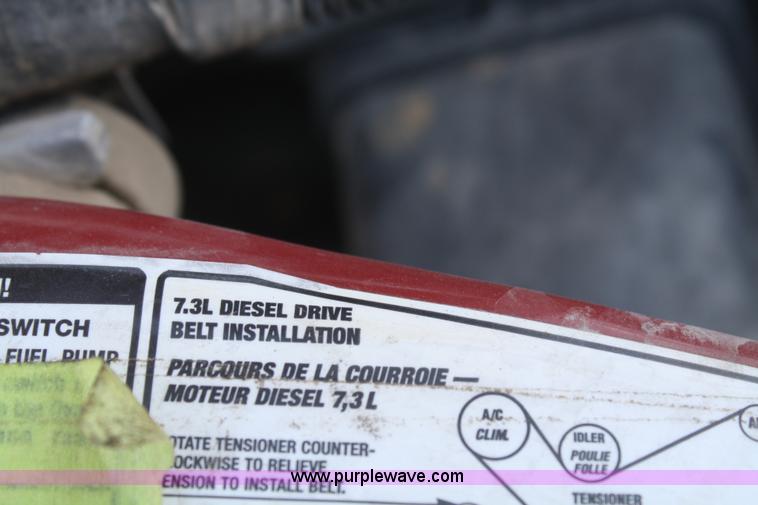 !
SWITCH
FUEL PUMP
7.3L DIESEL DRIVE
BELT INSTALLATION
PARCOURS DE LA COURROIE —
MOTEUR DIESEL 7,3 L
OTATE TENSIONER COUNTER-
OCKWISE TO RELIEVE
ENSION TO INSTALL BELT.
A/C
CLIM.
IDLER
POULIE
FOLLE
TENSIONER
www.purplewave.com